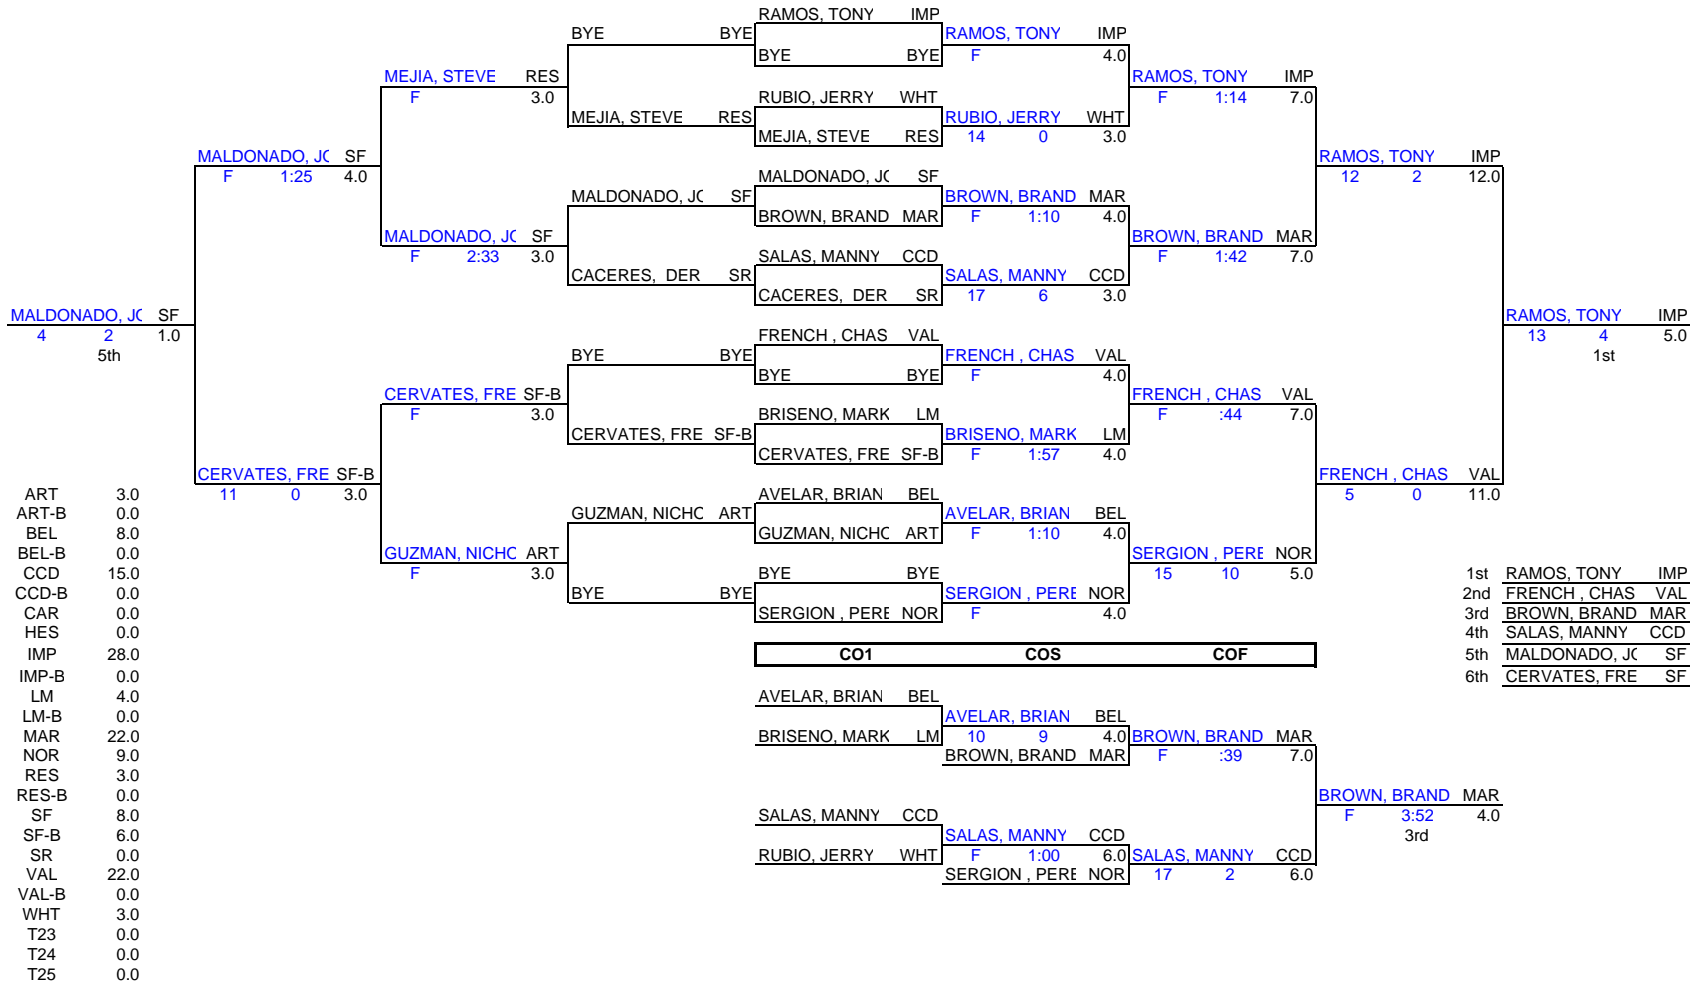 RAMOS, TONY IMP
BYE BYE RAMOS, TONY IMP
BYE BYE F 4.0
MEJIA, STEVE RES RAMOS, TONY IMP
F 3.0 RUBIO, JERRY WHT F 1:14 7.0
MEJIA, STEVE RES RUBIO, JERRY WHT
MEJIA, STEVE RES 14 0 3.0
MALDONADO, JC SF RAMOS, TONY IMP
F 1:25 4.0 MALDONADO, JC SF 12 2 12.0
MALDONADO, JC SF BROWN, BRAND MAR
BROWN, BRAND MAR F 1:10 4.0
MALDONADO, JC SF BROWN, BRAND MAR
F 2:33 3.0 SALAS, MANNY CCD F 1:42 7.0
CACERES, DER SR SALAS, MANNY CCD
CACERES, DER SR 17 6 3.0
MALDONADO, JC SF RAMOS, TONY IMP
4 2 1.0 FRENCH , CHAS VAL 13 4 5.0
5th BYE BYE FRENCH , CHAS VAL 1st
BYE BYE F 4.0
CERVATES, FRE SF-B FRENCH , CHAS VAL
F 3.0 BRISENO, MARK LM F :44 7.0
CERVATES, FRE SF-B BRISENO, MARK LM
CERVATES, FRE SF-B F 1:57 4.0
CERVATES, FRE SF-B FRENCH , CHAS VAL
ART 3.0 11 0 3.0 AVELAR, BRIAN BEL 5 0 11.0
ART-B 0.0 GUZMAN, NICHC ART AVELAR, BRIAN BEL
BEL 8.0 GUZMAN, NICHC ART F 1:10 4.0
BEL-B 0.0 GUZMAN, NICHC ART SERGION , PERE NOR
CCD 15.0 F 3.0 BYE BYE 15 10 5.0 1st RAMOS, TONY IMP
CCD-B 0.0 BYE BYE SERGION , PERE NOR 2nd FRENCH , CHAS VAL
CAR 0.0 SERGION , PERE NOR F 4.0 3rd BROWN, BRAND MAR
HES 0.0 4th SALAS, MANNY CCD
IMP 28.0 CO1 COS COF 5th MALDONADO, JC SF
IMP-B 0.0 6th CERVATES, FRE SF
LM 4.0 AVELAR, BRIAN BEL
LM-B 0.0 AVELAR, BRIAN BEL
MAR 22.0 BRISENO, MARK LM 10 9 4.0 BROWN, BRAND MAR
NOR 9.0 BROWN, BRAND MAR F :39 7.0
RES 3.0
RES-B 0.0 BROWN, BRAND MAR
SF 8.0 SALAS, MANNY CCD F 3:52 4.0
SF-B 6.0 SALAS, MANNY CCD 3rd
SR 0.0 RUBIO, JERRY WHT F 1:00 6.0 SALAS, MANNY CCD
VAL 22.0 SERGION , PERE NOR 17 2 6.0
VAL-B 0.0
WHT 3.0
T23 0.0
T24 0.0
T25 0.0